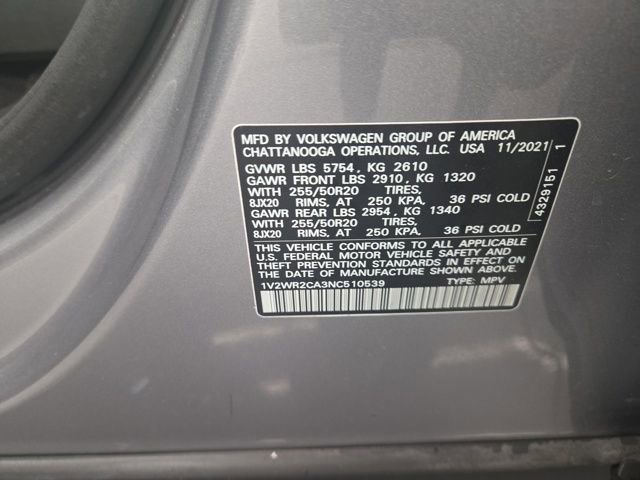 MFD BY VOLKSWAGEN GROUP OF AMERICA
CHATTANOOGA OPERATIONS, LLC. USA 11/2021
GVWR LBS 5754, KG 2610
GAWR FRONT LBS 2910, KG 1320
WITH 255/50R20 TIRES,
8JX20 RIMS, AT 250 KPA, 36 PSI COLD
GAWR REAR LBS 2954, KG 1340
WITH 255/50R20 TIRES,
8JX20 RIMS, AT 250 KPA, 36 PSI COLD
THIS VEHICLE CONFORMS TO ALL APPLICABLE
U.S. FEDERAL MOTOR VEHICLE SAFETY AND
THEFT PREVENTION STANDARDS IN EFFECT
ON THE DATE OF MANUFACTURE SHOWN ABOVE.
1V2WR2CA3NC510539 TYPE: MPV
4329151 1